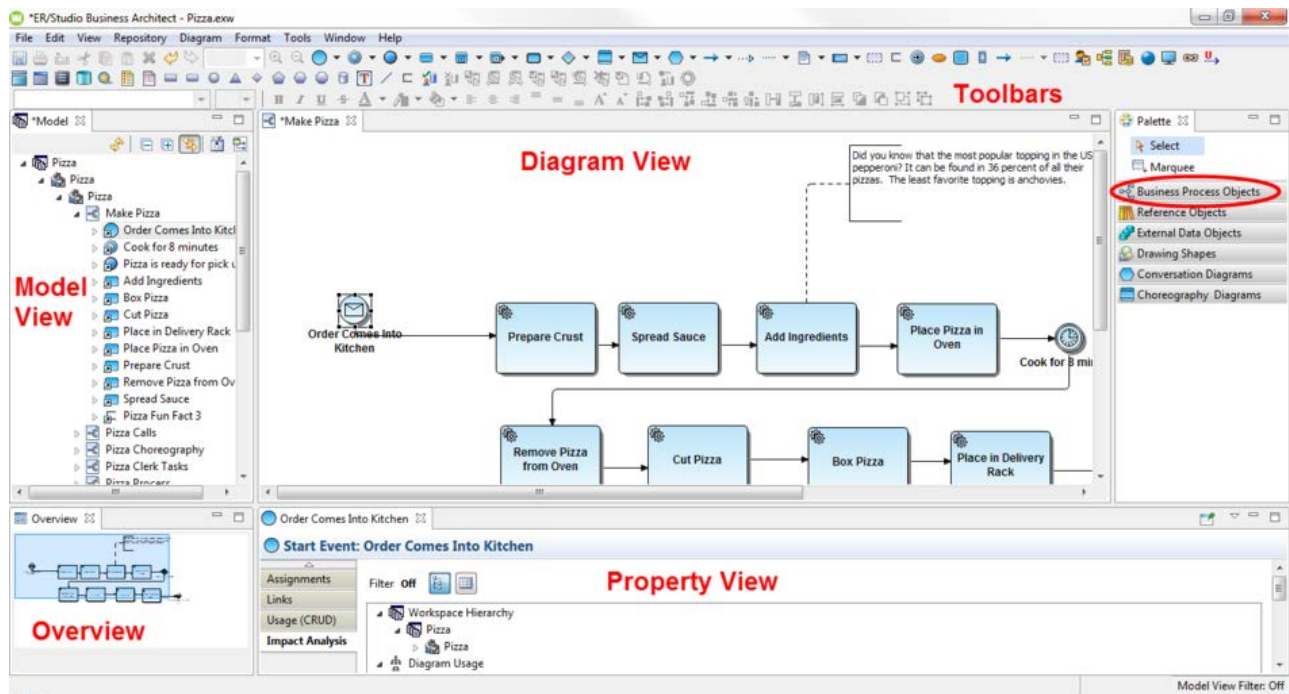 *ER/Studio Business Architect - Pizza.exw
File Edit View Repository Diagram Format Tools Window Help
Toolbars
*Model
Pizza
Pizza
Pizza
Make Pizza
Order Comes Into Kitcl
Cook for 8 minutes
Pizza is ready for pick u
Add Ingredients
Box Pizza
Cut Pizza
Place in Delivery Rack
Place Pizza in Oven
Prepare Crust
Remove Pizza from Ov
Spread Sauce
Pizza Fun Fact 3
Pizza Calls
Pizza Choreography
Pizza Clerk Tasks
Pizza Process
Model
View
*Make Pizza
Diagram View
Did you know that the most popular topping in the US
pepperoni? It can be found in 36 percent of all their
pizzas. The least favorite topping is anchovies.
Order Comes Into
Kitchen
Prepare Crust
Spread Sauce
Add Ingredients
Place Pizza in
Oven
Cook for 8 min
Remove Pizza
from Oven
Cut Pizza
Box Pizza
Place in Delivery
Rack
Palette
Select
Marquee
Business Process Objects
Reference Objects
External Data Objects
Drawing Shapes
Conversation Diagrams
Choreography Diagrams
Overview
Overview
Order Comes Into Kitchen
Start Event: Order Comes Into Kitchen
Assignments
Links
Usage (CRUD)
Impact Analysis
Filter Off
Property View
Workspace Hierarchy
Pizza
Pizza
Diagram Usage
Model View Filter: Off